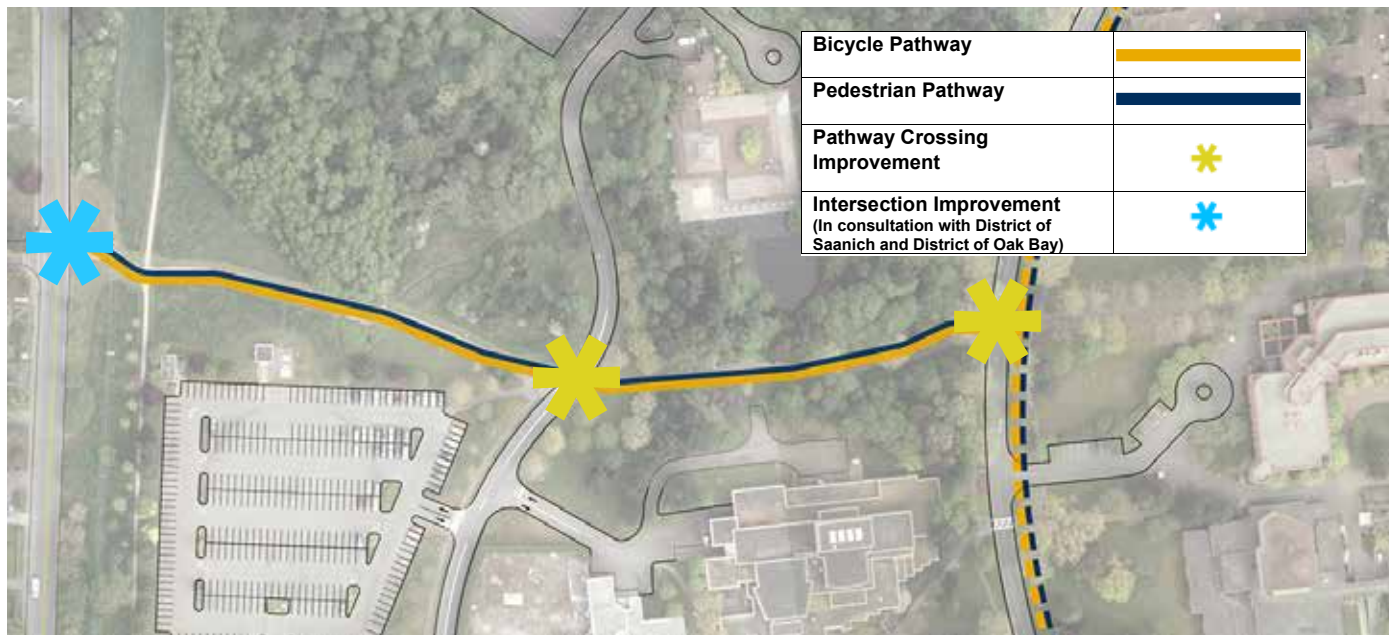 Bicycle Pathway
Pedestrian Pathway
Pathway Crossing
Improvement
Intersection Improvement
(In consultation with District of
Saanich and District of Oak Bay)